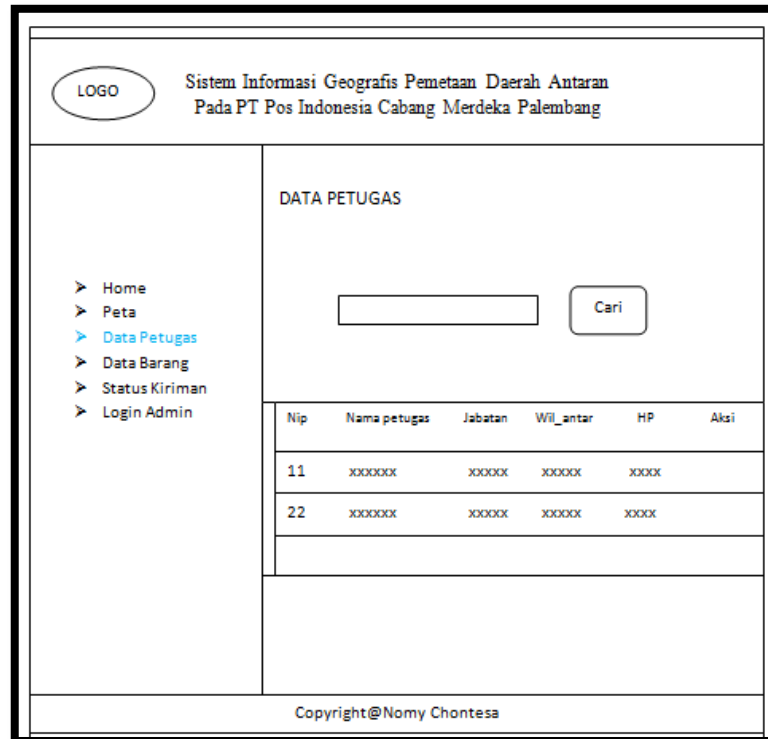 LOGO
Sistem Informasi Geografis Pemetaan Daerah Antaran
Pada PT Pos Indonesia Cabang Merdeka Palembang
Home
Peta
Data Petugas
Data Barang
Status Kiriman
Login Admin
DATA PETUGAS
Cari
Nip Nama petugas Jabatan Wil_antar HP Aksi
11 xxxxxx xxxxx xxxxx xxxx
22 xxxxxx xxxxx xxxxx xxxx
Copyright@Nomy Chontesa